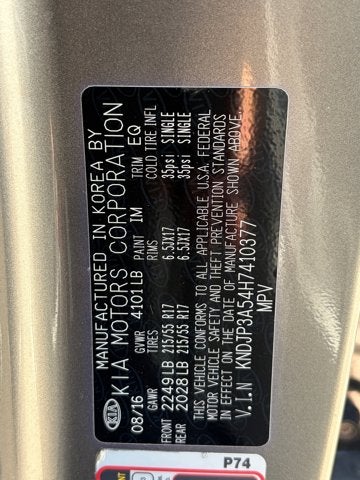 MANUFACTURED IN KOREA BY
KIA KIA MOTORS CORPORATION
08/16 GVWR 4101LB PAINT IM TRIM EQ
GAWR TIRES RIMS COLD TIRE INFL
FRONT 2249LB 215/55 R17 6.5JX17 35psi SINGLE
REAR 2028LB 215/55 R17 6.5JX17 35psi SINGLE
THIS VEHICLE CONFORMS TO ALL APPLICABLE U.S.A. FEDERAL
MOTOR VEHICLE SAFETY AND THEFT PREVENTION STANDARDS
IN EFFECT ON THE DATE OF MANUFACTURE SHOWN ABOVE.
V.I.N KNDJP3A54H7410377
MPV
P74